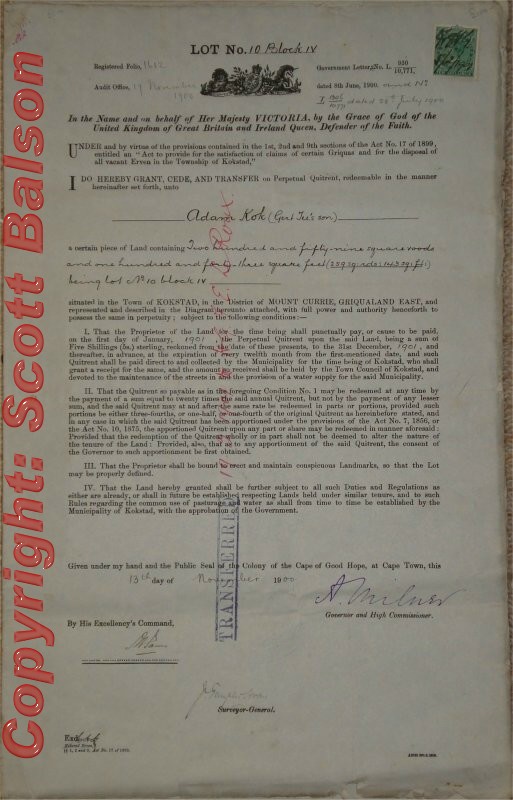 LOT No. 10 Block IV
Registered Folio, 1612
Government Letter, No. L. 950
10,771,
Audit Office, 19 November
1900
dated 8th June, 1900.
dated 26th July 1900
In the Name and on behalf of Her Majesty VICTORIA, by the Grace of God of the
United Kingdom of Great Britain and Ireland Queen, Defender of the Faith.
UNDER and by virtue of the provisions contained in the 1st, 2nd and 9th sections of the Act No. 17 of 1899,
entitled an "Act to provide for the satisfaction of claims of certain Griquas and for the disposal
of all vacant Erven in the Township of Kokstad,"
I DO HEREBY GRANT, CEDE, AND TRANSFER on Perpetual Quitrent, redeemable in the manner
hereinafter set forth, unto
Adam Kok (Gert Tie's son)
a certain piece of Land containing Two hundred and fifty-nine square roods
and one hundred and forty-three square feet (259 sq. rds: 143 sq. ft:)
being lot No 10 block IV
situated in the Town of KOKSTAD, in the District of MOUNT CURRIE, GRIQUALAND EAST, and
represented and described in the Diagram hereunto attached, with full power and authority henceforth to
possess the same in perpetuity ; subject to the following conditions:—
I. That the Proprietor of the Land for the time being shall punctually pay, or cause to be paid,
on the first day of January, 1901, the Perpetual Quitrent upon the said Land, being a sum of
Five Shillings (5s.) sterling, reckoned from the date of these presents, to the 31st December, 1901, and
thereafter, in advance, at the expiration of every twelfth month from the first-mentioned date, and such
Quitrent shall be paid direct to and collected by the Municipality for the time being of Kokstad, who shall
grant a receipt for the same, and the amount so received shall be held by the Town Council of Kokstad, and
devoted to the maintenance of the streets and the provision of a water supply for the said Municipality.
II. That the Quitrent so payable as in the foregoing Condition No. 1 may be redeemed at any time by
the payment of a sum equal to twenty times the said annual Quitrent, but not by the payment of any lesser
sum, and the said Quitrent may at and after the same rate be redeemed in parts or portions, provided such
portions be either three-fourths, or one-half, or one-fourth of the original Quitrent as hereinbefore stated, and
in any case in which the said Quitrent has been apportioned under the provisions of the Act No. 7, 1856, or
the Act No. 10, 1875, the apportioned Quitrent upon any part or share may be redeemed in manner aforesaid :
Provided that the redemption of the Quitrent wholly or in part shall not be deemed to alter the nature of
the tenure of the Land : Provided, also, that as to any apportionment of the said Quitrent, the consent of
the Governor to such apportionment be first obtained.
III. That the Proprietor shall be bound to erect and maintain conspicuous Landmarks, so that the Lot
may be properly defined.
IV. That the Land hereby granted shall be further subject to all such Duties and Regulations as
either are already, or shall in future be established respecting Lands held under similar tenure, and to such
Rules regarding the common use of pasturage and water as shall from time to time be established by the
Municipality of Kokstad, with the approbation of the Government.
Given under my hand and the Public Seal of the Colony of the Cape of Good Hope, at Cape Town, this
13th day of November 1900
TRANSFERRED
A. Milner
Governor and High Commissioner.
By His Excellency's Command,
Surveyor-General.
Copyright: Scott Balson